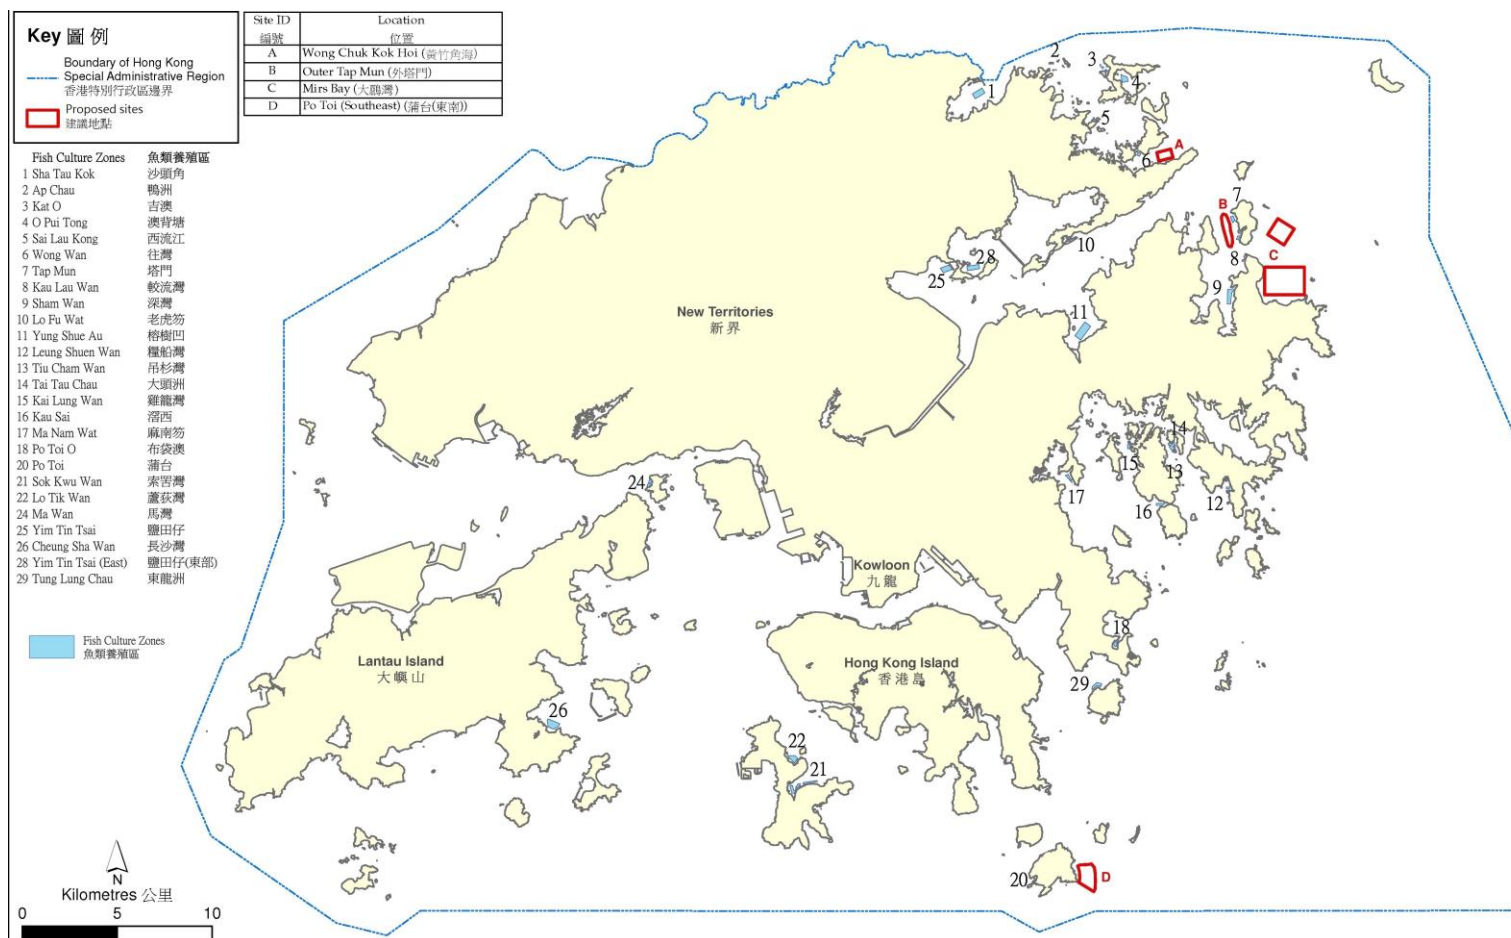 Key 圖例
Boundary of Hong Kong
Special Administrative Region
香港特別行政區邊界
Proposed sites
建議地點
Site ID Location
編號 位置
A Wong Chuk Kok Hoi (黃竹角海)
B Outer Tap Mun (外塔門)
C Mirs Bay (大鵬灣)
D Po Toi (Southeast) (蒲台(東南))
Fish Culture Zones 魚類養殖區
1 Sha Tau Kok 沙頭角
2 Ap Chau 鴨洲
3 Kat O 吉澳
4 O Pui Tong 澳背塘
5 Sai Lau Kong 西流江
6 Wong Wan 往灣
7 Tap Mun 塔門
8 Kau Lau Wan 較流灣
9 Sham Wan 深灣
10 Lo Fu Wat 老虎笏
11 Yung Shue Au 榕樹凹
12 Leung Shuen Wan 糧船灣
13 Tiu Cham Wan 吊杉灣
14 Tai Tau Chau 大頭洲
15 Kai Lung Wan 雞籠灣
16 Kau Sai 滘西
17 Ma Nam Wat 麻南笏
18 Po Toi O 布袋澳
20 Po Toi 蒲台
21 Sok Kwu Wan 索罟灣
22 Lo Tik Wan 蘆荻灣
24 Ma Wan 馬灣
25 Yim Tin Tsai 鹽田仔
26 Cheung Sha Wan 長沙灣
28 Yim Tin Tsai (East) 鹽田仔(東部)
29 Tung Lung Chau 東龍洲
Fish Culture Zones
魚類養殖區
N
Kilometres 公里
0 5 10
2
3
4
1
5
6
A
7
B
10
8
C
28
25
9
11
New Territories
新界
14
15
13
17
12
16
24
Kowloon
九龍
18
Lantau Island
大嶼山
Hong Kong Island
香港島
29
26
22
21
20
D